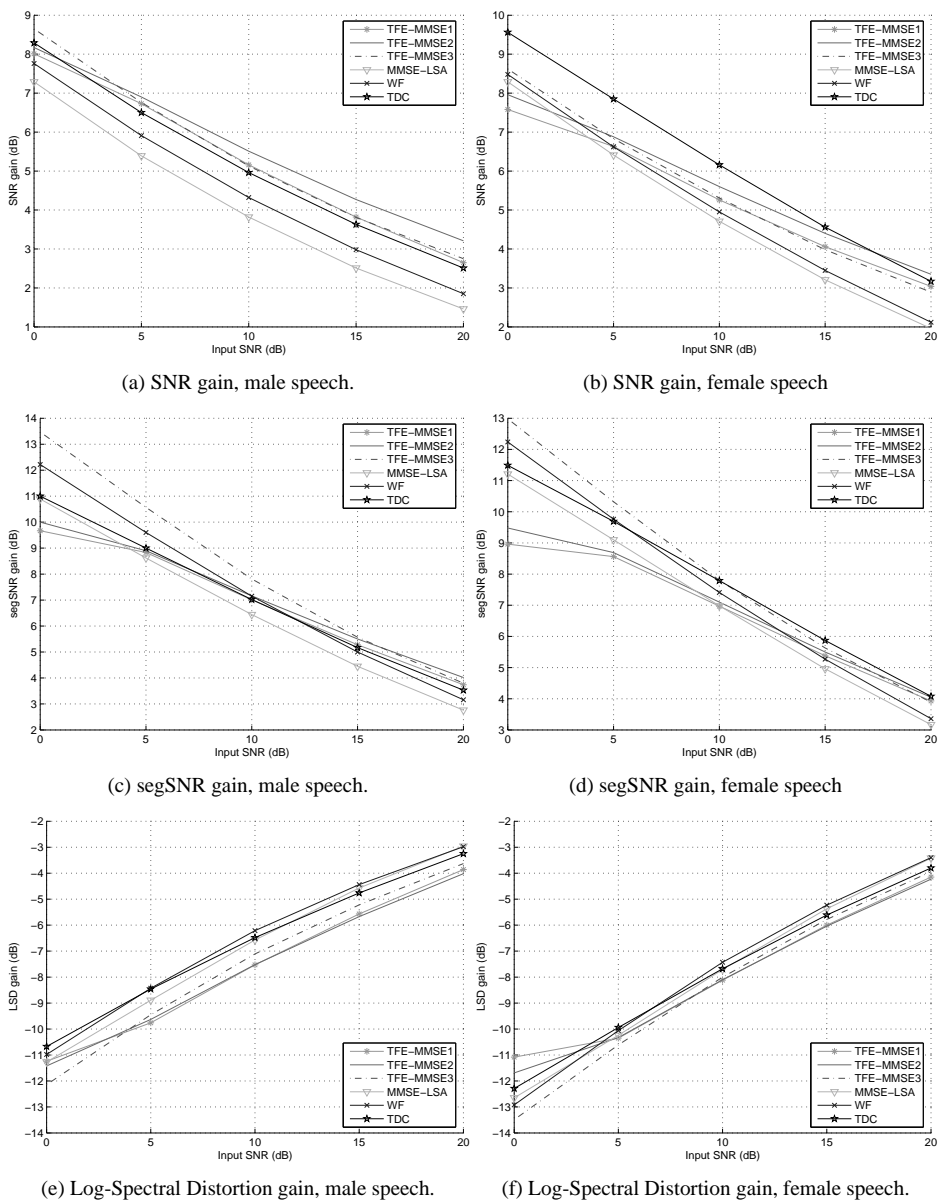 9
8
7
6
5
4
3
2
1
SNR gain (dB)
0 5 10 15 20
Input SNR (dB)
TFE−MMSE1
TFE−MMSE2
TFE−MMSE3
MMSE−LSA
WF
TDC
(a) SNR gain, male speech.
10
9
8
7
6
5
4
3
2
SNR gain (dB)
0 5 10 15 20
Input SNR (dB)
TFE−MMSE1
TFE−MMSE2
TFE−MMSE3
MMSE−LSA
WF
TDC
(b) SNR gain, female speech
14
13
12
11
10
9
8
7
6
5
4
3
2
segSNR gain (dB)
0 5 10 15 20
Input SNR (dB)
TFE−MMSE1
TFE−MMSE2
TFE−MMSE3
MMSE−LSA
WF
TDC
(c) segSNR gain, male speech.
13
12
11
10
9
8
7
6
5
4
3
segSNR gain (dB)
0 5 10 15 20
Input SNR (dB)
TFE−MMSE1
TFE−MMSE2
TFE−MMSE3
MMSE−LSA
WF
TDC
(d) segSNR gain, female speech
−2
−3
−4
−5
−6
−7
−8
−9
−10
−11
−12
−13
−14
LSD gain (dB)
0 5 10 15 20
Input SNR (dB)
TFE−MMSE1
TFE−MMSE2
TFE−MMSE3
MMSE−LSA
WF
TDC
(e) Log-Spectral Distortion gain, male speech.
−2
−3
−4
−5
−6
−7
−8
−9
−10
−11
−12
−13
−14
LSD gain (dB)
0 5 10 15 20
Input SNR (dB)
TFE−MMSE1
TFE−MMSE2
TFE−MMSE3
MMSE−LSA
WF
TDC
(f) Log-Spectral Distortion gain, female speech.